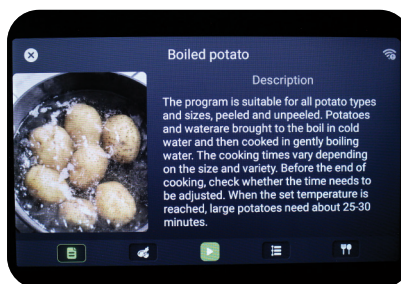 Boiled potato
Description
The program is suitable for all potato types
and sizes, peeled and unpeeled. Potatoes
and waterare brought to the boil in cold
water and then cooked in gently boiling
water. The cooking times vary depending
on the size and variety. Before the end of
cooking, check whether the time needs to
be adjusted. When the set temperature is
reached, large potatoes need about 25-30
minutes.